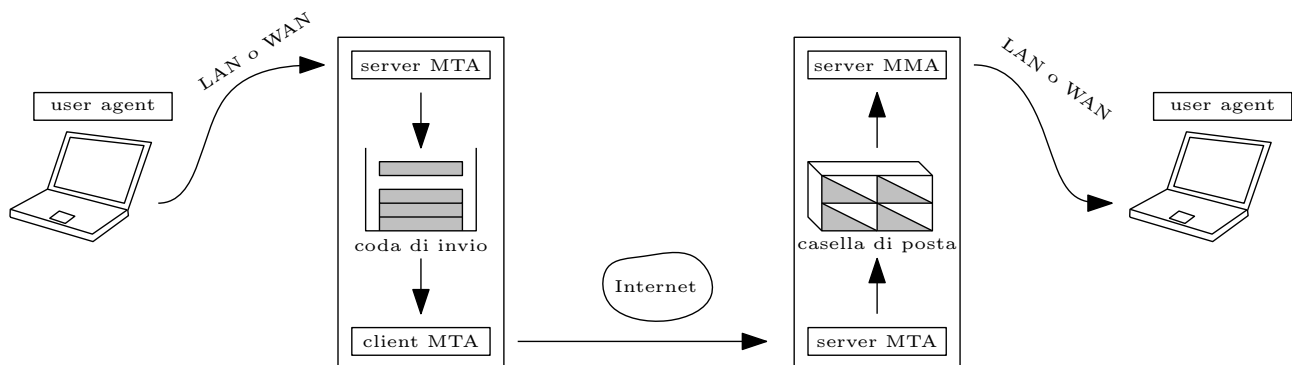 user agent
LAN o WAN
server MTA
coda di invio
client MTA
Internet
server MMA
casella di posta
server MTA
LAN o WAN
user agent